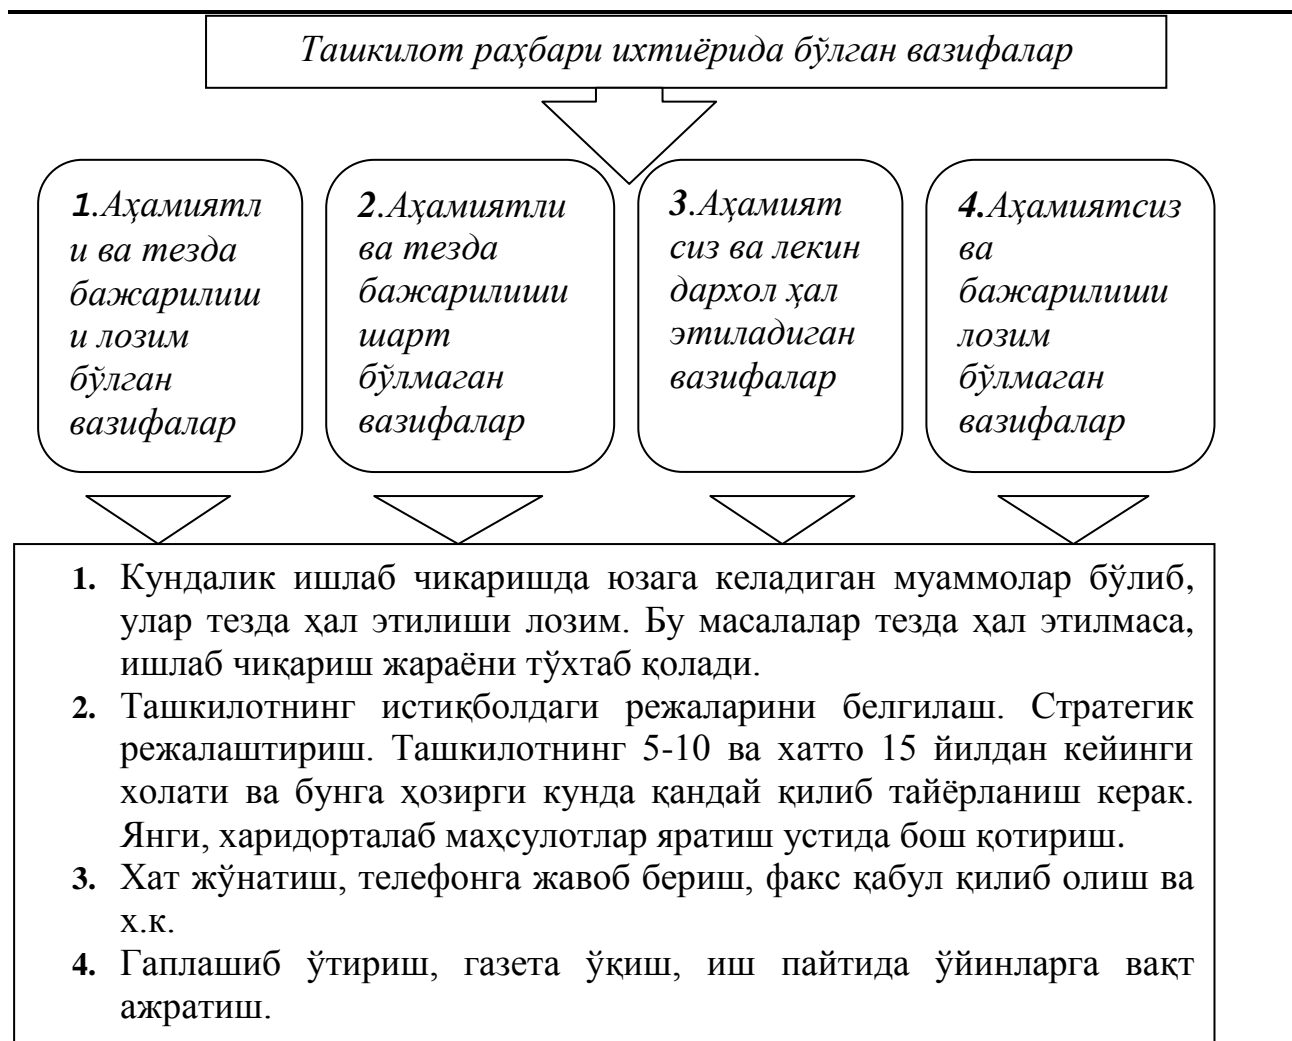 Ташкилот раҳбари ихтиёрида бўлган вазифалар
1.Аҳамиятл
и ва тезда
бажарилиш
и лозим
бўлган
вазифалар
2.Аҳамиятли
ва тезда
бажарилиши
шарт
бўлмаган
вазифалар
3.Аҳамият
сиз ва лекин
дархол ҳал
этиладиган
вазифалар
4.Аҳамиятсиз
ва
бажарилиши
лозим
бўлмаган
вазифалар
1. Кундалик ишлаб чикаришда юзага келадиган муаммолар бўлиб,
улар тезда ҳал этилиши лозим. Бу масалалар тезда ҳал этилмаса,
ишлаб чиқариш жараёни тўхтаб қолади.
2. Ташкилотнинг истиқболдаги режаларини белгилаш. Стратегик
режалаштириш. Ташкилотнинг 5-10 ва хатто 15 йилдан кейинги
холати ва бунга ҳозирги кунда қандай қилиб тайёрланиш керак.
Янги, харидорталаб маҳсулотлар яратиш устида бош қотириш.
3. Хат жўнатиш, телефонга жавоб бериш, факс қабул қилиб олиш ва
х.к.
4. Гаплашиб ўтириш, газета ўқиш, иш пайтида ўйинларга вақт
ажратиш.